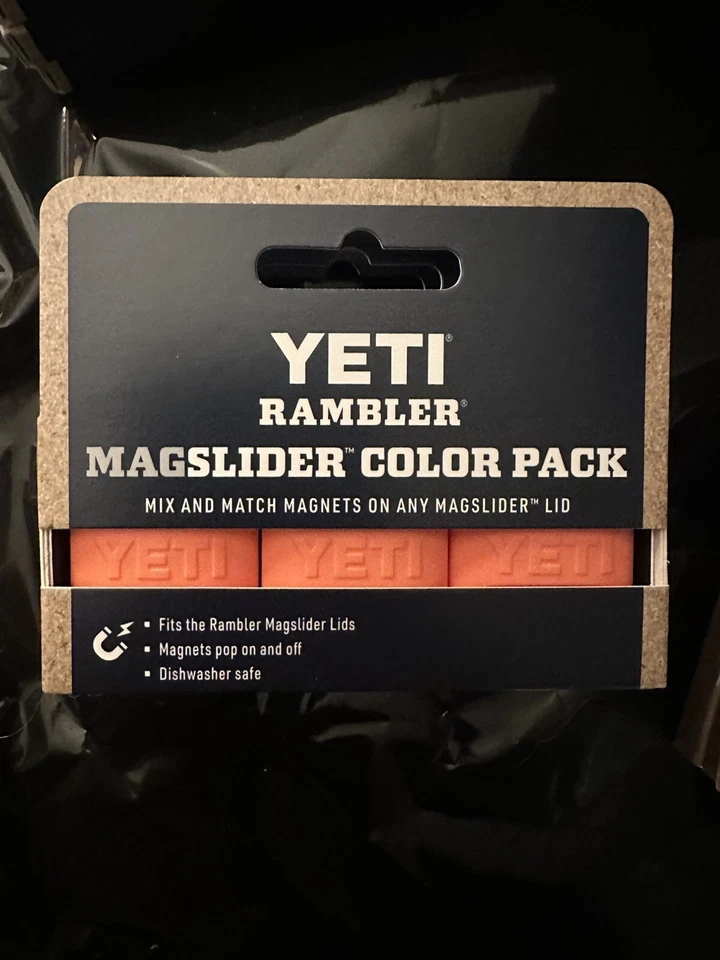 YETI®
RAMBLER®
MAGSLIDER™ COLOR PACK
MIX AND MATCH MAGNETS ON ANY MAGSLIDER™ LID
YETI YETI YETI
▪ Fits the Rambler Magslider Lids
▪ Magnets pop on and off
▪ Dishwasher safe